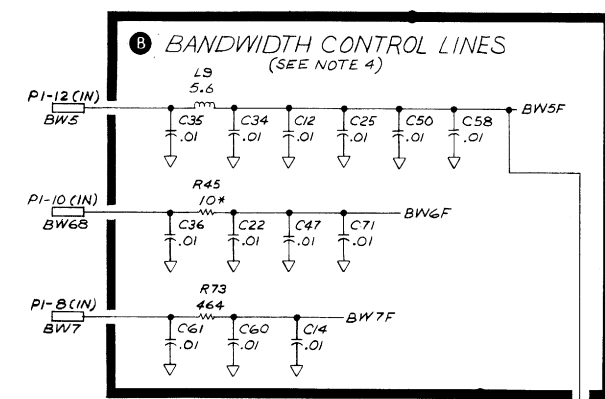 B BANDWIDTH CONTROL LINES
(SEE NOTE 4)
L9
5.6
P1-12 (IN)
BW5
C35
.01
C34
.01
C12
.01
C25
.01
C50
.01
C58
.01
BW5F
R45
10*
P1-10 (IN)
BW68
C36
.01
C22
.01
C47
.01
C71
.01
BW6F
R73
464
P1-8 (IN)
BW7
C61
.01
C60
.01
C14
.01
BW7F